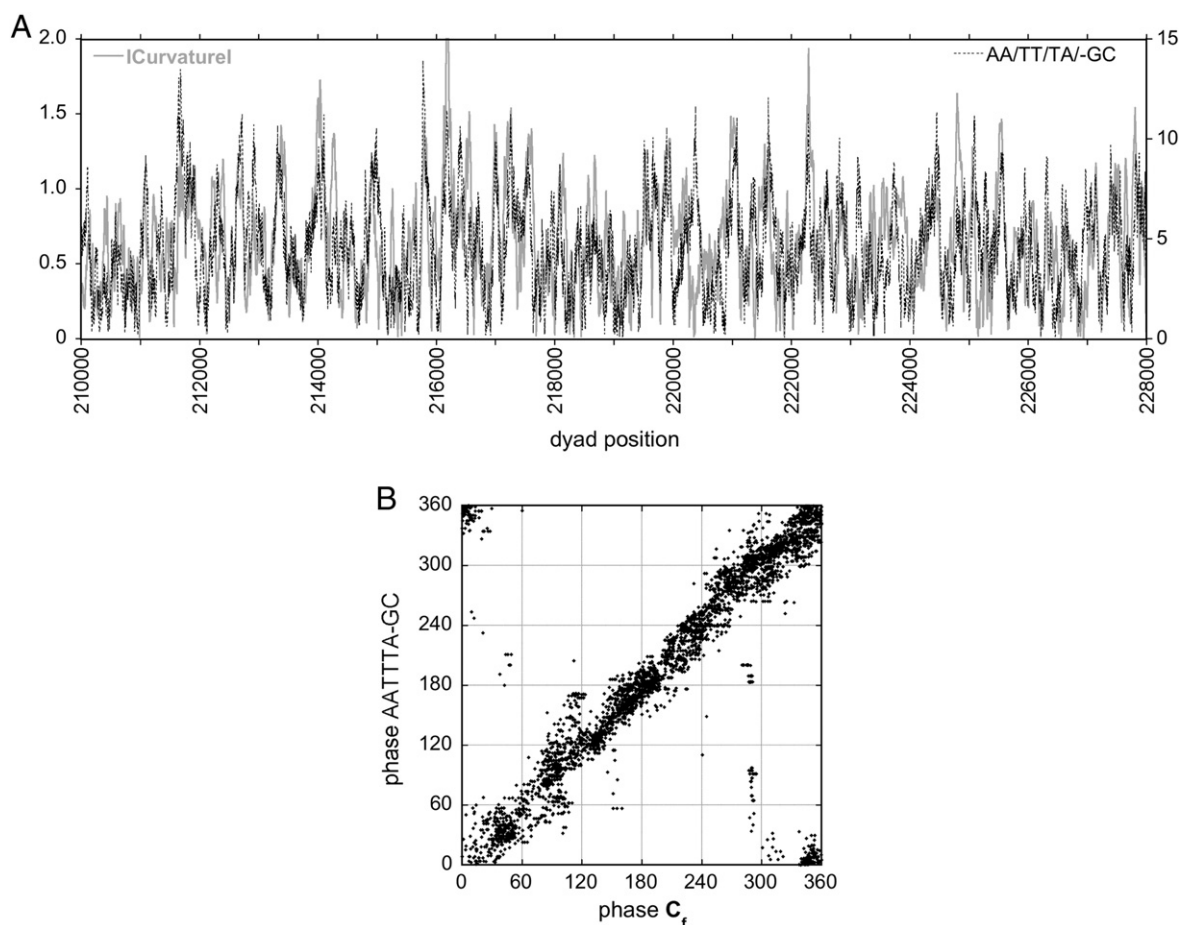 A
2.0 15
ICurvatureI AA/TT/TA/-GC
1.5
10
1.0
5
0.5
0 0
210000 212000 214000 216000 218000 220000 222000 224000 226000 228000
dyad position
B
360
300
240
180
120
60
0
phase AATTTA-GC
0 60 120 180 240 300 360
phase Cf